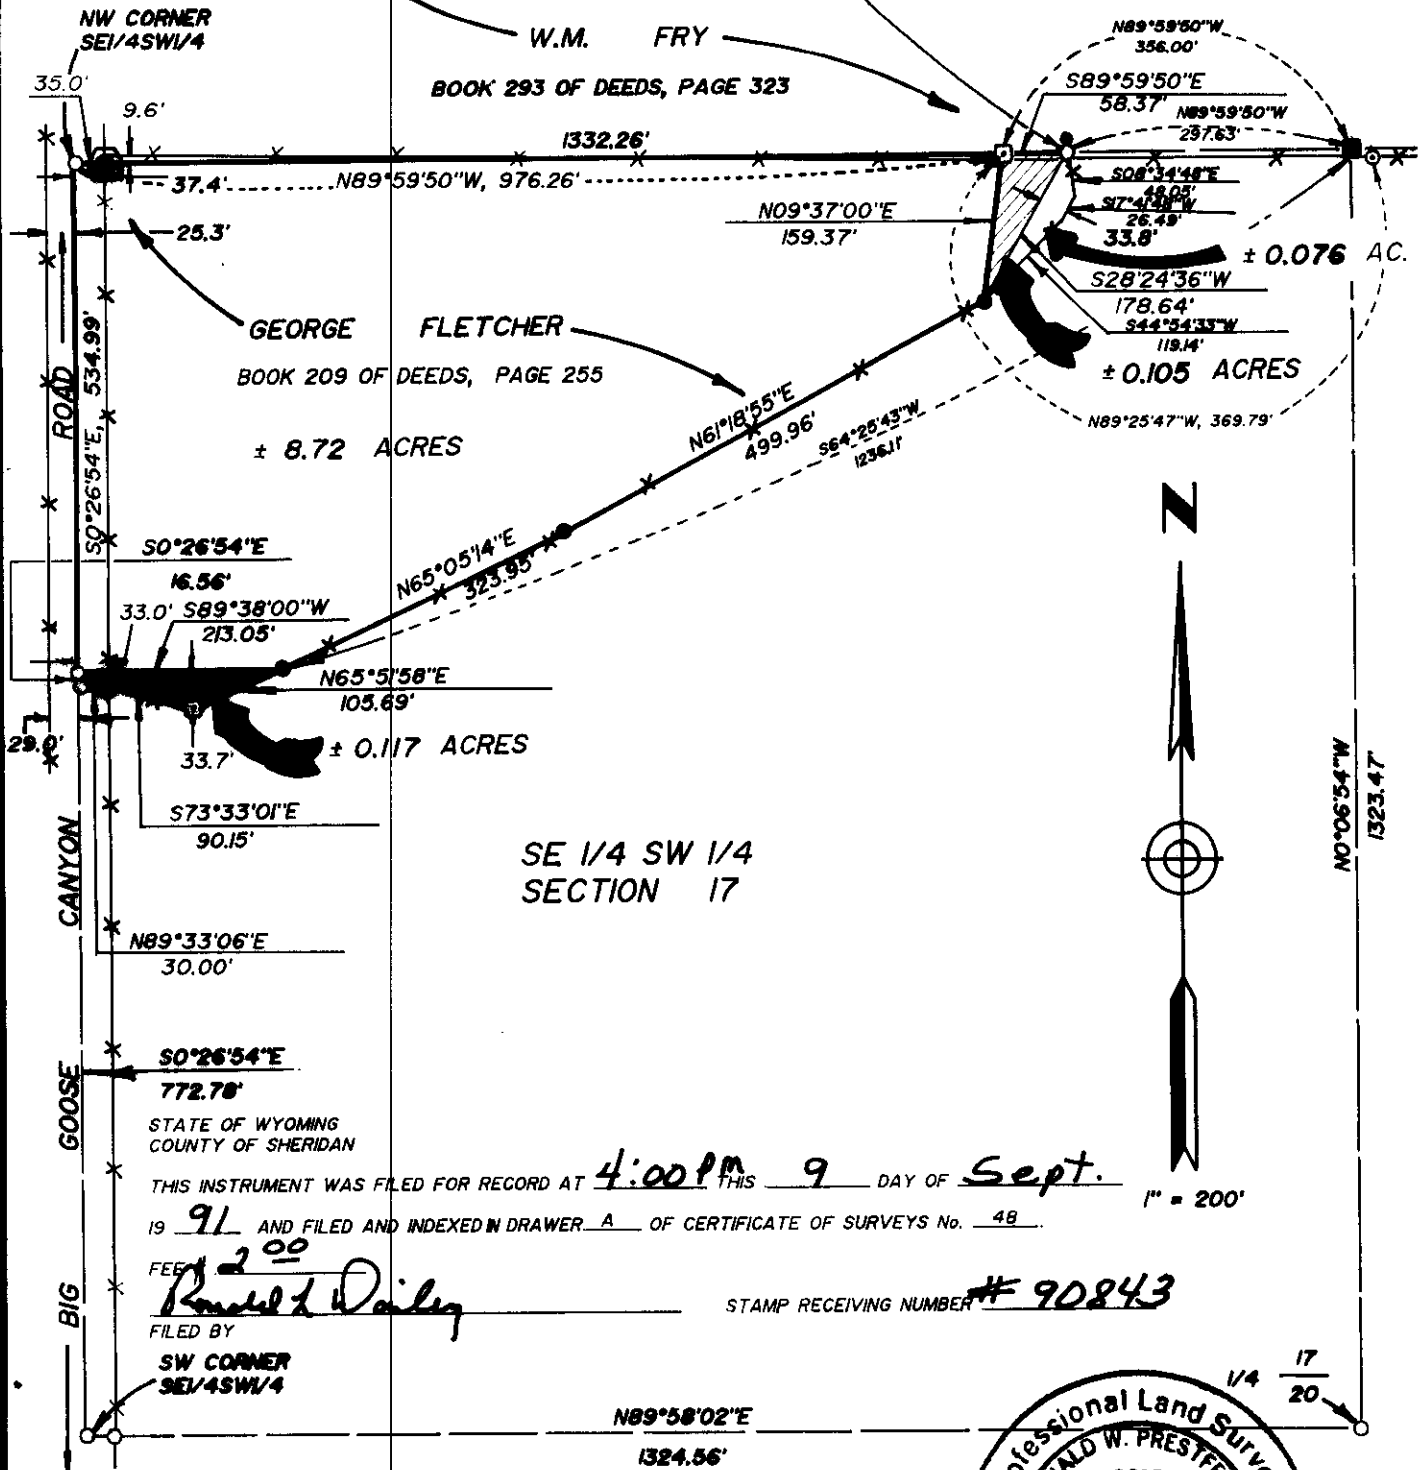 NW CORNER
SE1/4SW1/4
35.0'
9.6'
W.M. FRY
BOOK 293 OF DEEDS, PAGE 323
N89°59'50"W
356.00'
S89°59'50"E
58.37'
N89°59'50"W
297.63'
1332.26'
37.4'
N89°59'50"W, 976.26'
25.3'
N09°37'00"E
159.37'
S08°34'48"E
48.05'
S17°41'48"W
26.49'
33.8'
± 0.076 AC.
S28°24'36"W
178.64'
S44°54'33"W
119.14'
± 0.105 ACRES
N89°25'47"W, 369.79'
GEORGE FLETCHER
BOOK 209 OF DEEDS, PAGE 255
± 8.72 ACRES
ROAD
S0°26'54"E, 534.99'
N61°18'55"E
499.96'
S64°25'43"W
1236.11'
N65°05'14"E
323.95'
S0°26'54"E
16.56'
33.0'
S89°38'00"W
213.05'
N65°51'58"E
105.69'
± 0.117 ACRES
29.0'
33.7'
S73°33'01"E
90.15'
CANYON
N89°33'06"E
30.00'
SE 1/4 SW 1/4
SECTION 17
N
N0°06'54"W
1323.47'
1" = 200'
GOOSE
S0°26'54"E
772.78'
STATE OF WYOMING
COUNTY OF SHERIDAN
THIS INSTRUMENT WAS FILED FOR RECORD AT 4:00 PM THIS 9 DAY OF Sept.
19 91 AND FILED AND INDEXED IN DRAWER A OF CERTIFICATE OF SURVEYS No. 48
FEE $ 2 00
Ronald L Dailey
STAMP RECEIVING NUMBER # 90843
FILED BY
BIG
SW CORNER
SE1/4SW1/4
1/4 17
20
N89°58'02"E
1324.56'
ofessional Land Surve
ALD W. PRESTFE